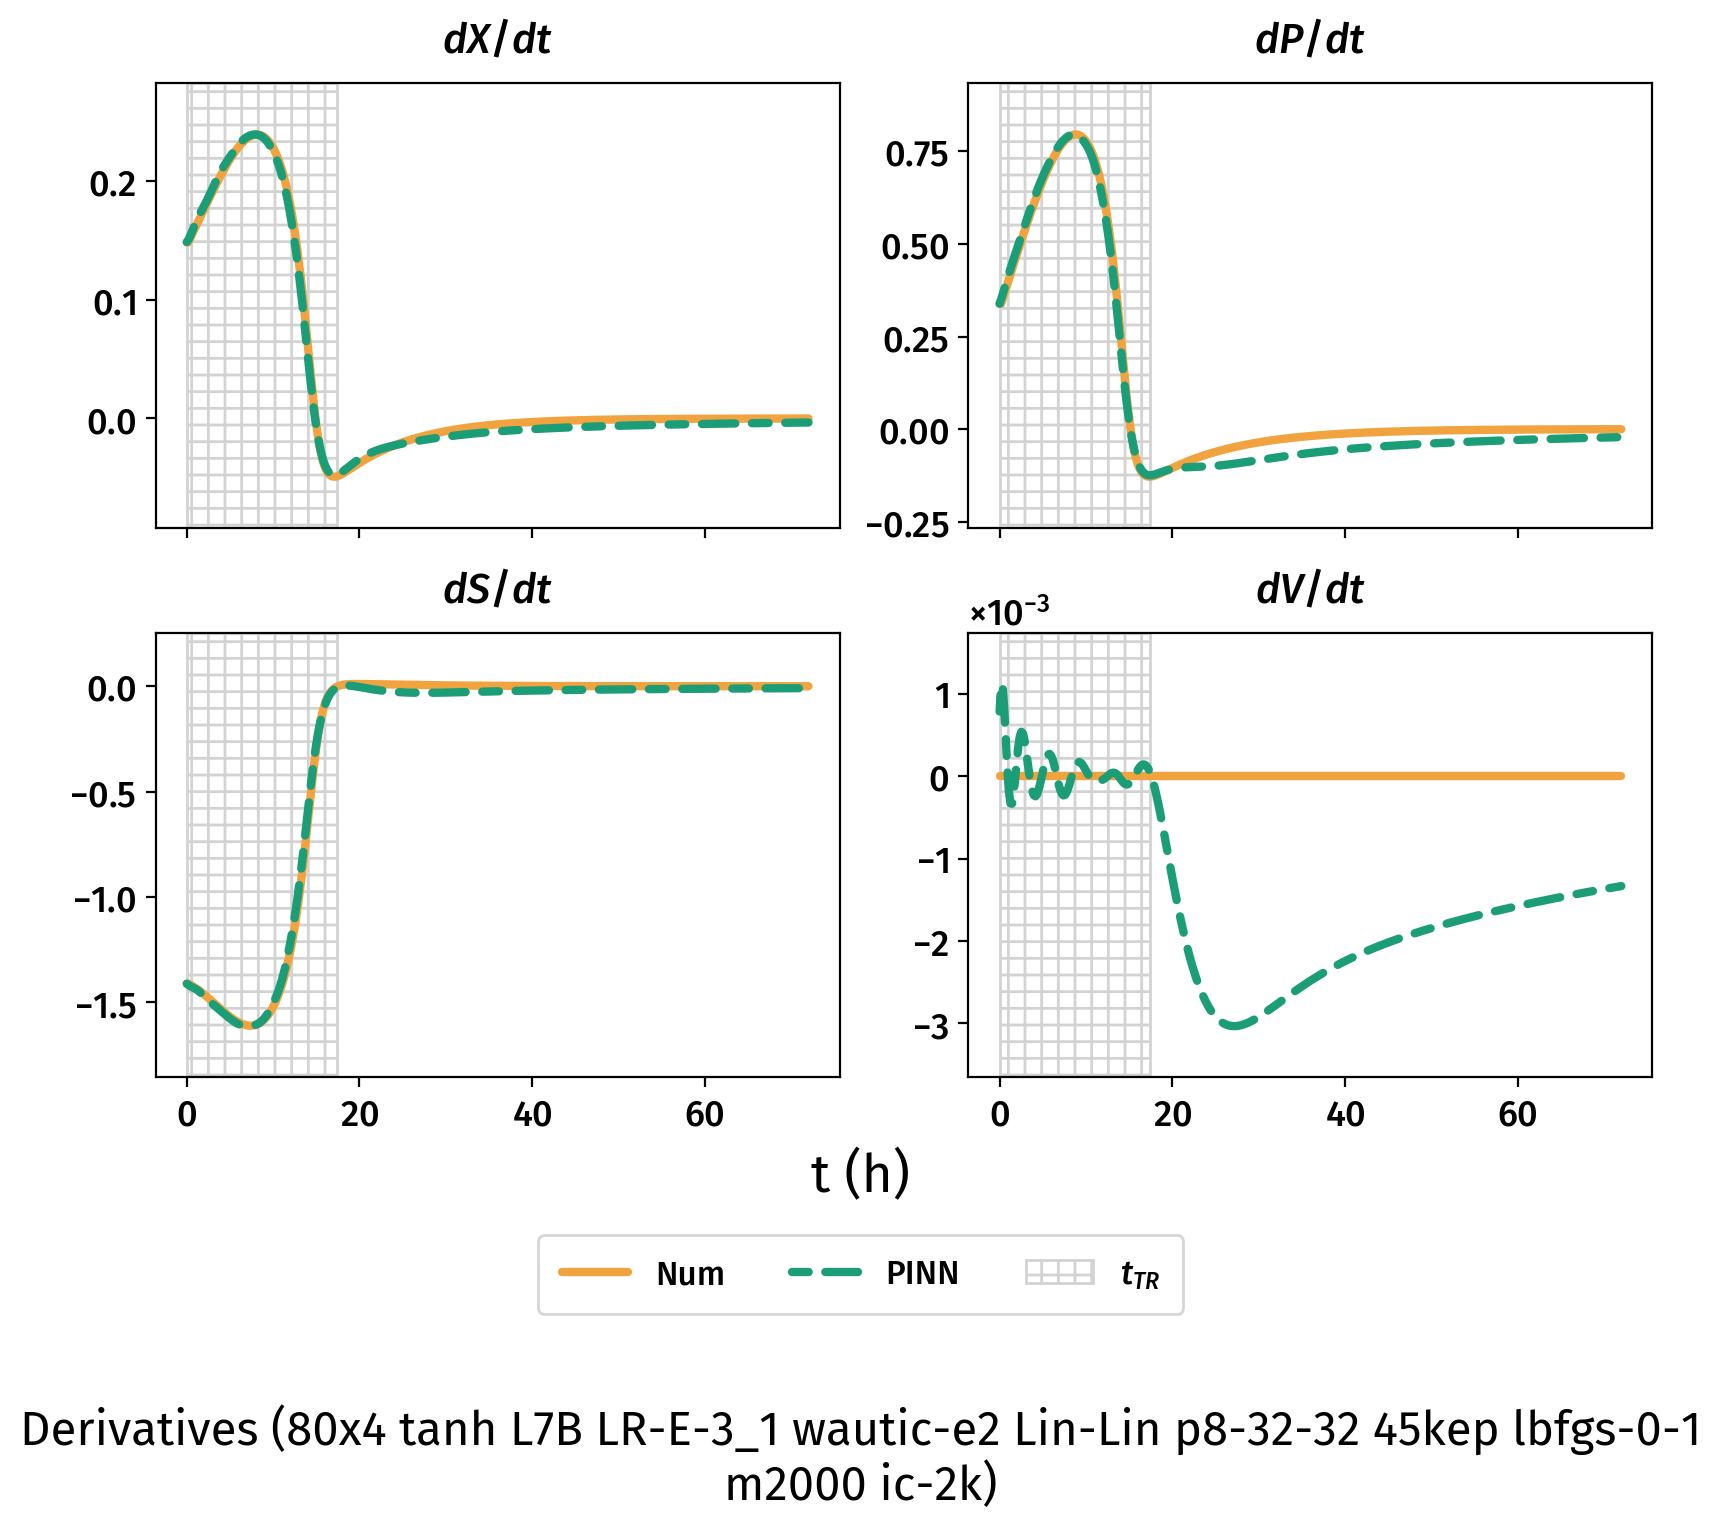 dX/dt
dP/dt
0.2
0.1
0.0
0.75
0.50
0.25
0.00
−0.25
dS/dt
dV/dt
×10⁻³
0.0
−0.5
−1.0
−1.5
1
0
−1
−2
−3
0 20 40 60
0 20 40 60
t (h)
Num PINN t_TR
Derivatives (80x4 tanh L7B LR-E-3_1 wautic-e2 Lin-Lin p8-32-32 45kep lbfgs-0-1
m2000 ic-2k)